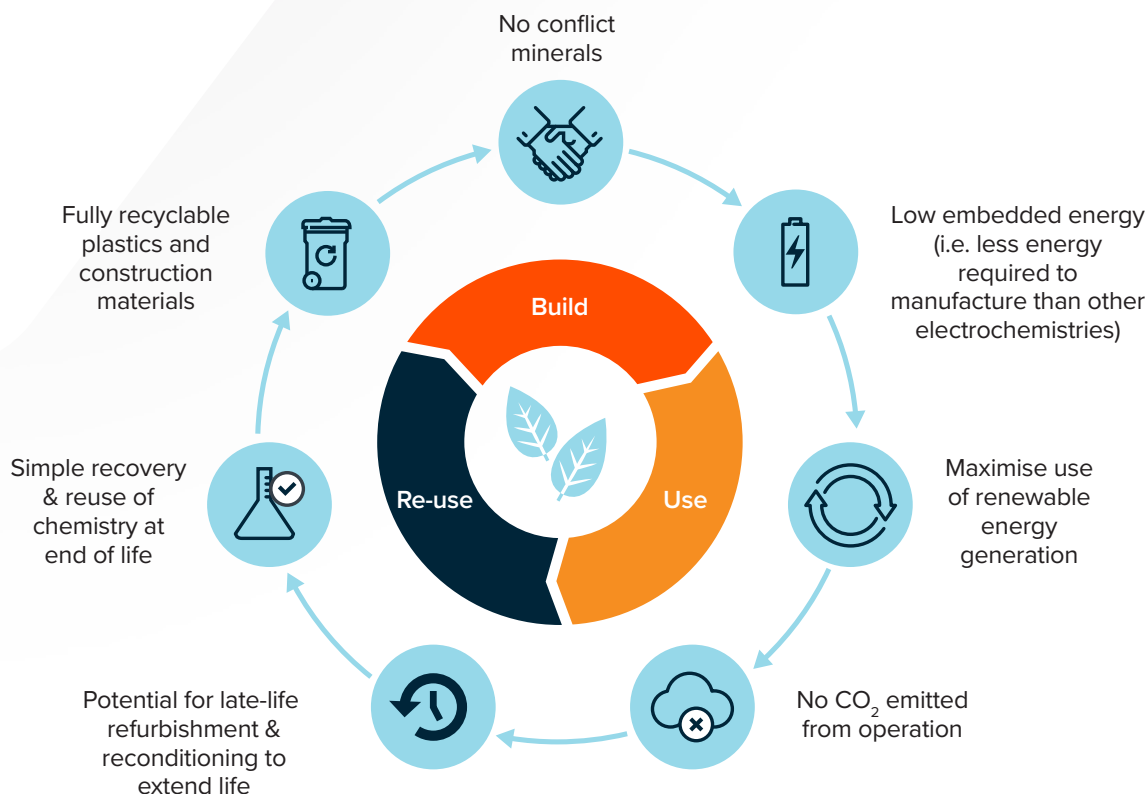 No conflict
minerals
Low embedded energy
(i.e. less energy
required to
manufacture than other
electrochemistries)
Maximise use
of renewable
energy
generation
No CO₂ emitted
from operation
Potential for late-life
refurbishment &
reconditioning to
extend life
Simple recovery
& reuse of
chemistry at
end of life
Fully recyclable
plastics and
construction
materials
Build
Use
Re-use